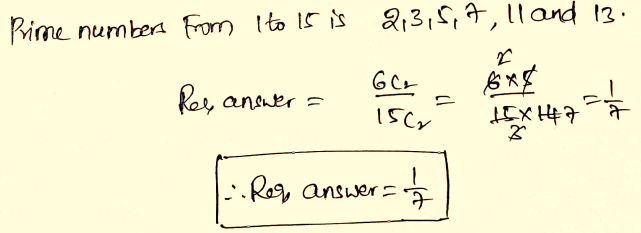 Prime numbers From 1 to 15 is 2,3,5,7, 11 and 13.
Req answer = 6C2 / 15C2 = 6×5 / 15×14 7 = 1/7
∴ Req answer = 1/7